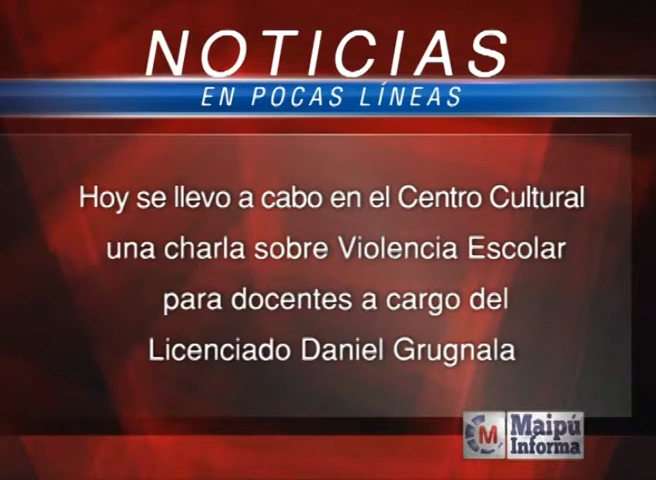 NOTICIAS
EN POCAS LÍNEAS
Hoy se llevo a cabo en el Centro Cultural
una charla sobre Violencia Escolar
para docentes a cargo del
Licenciado Daniel Grugnala
M Maipú
Informa